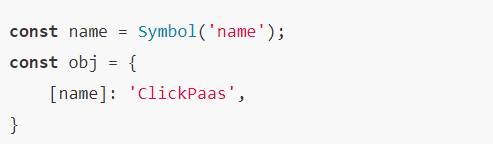 const name = Symbol('name');
const obj = {
    [name]: 'ClickPaas',
}